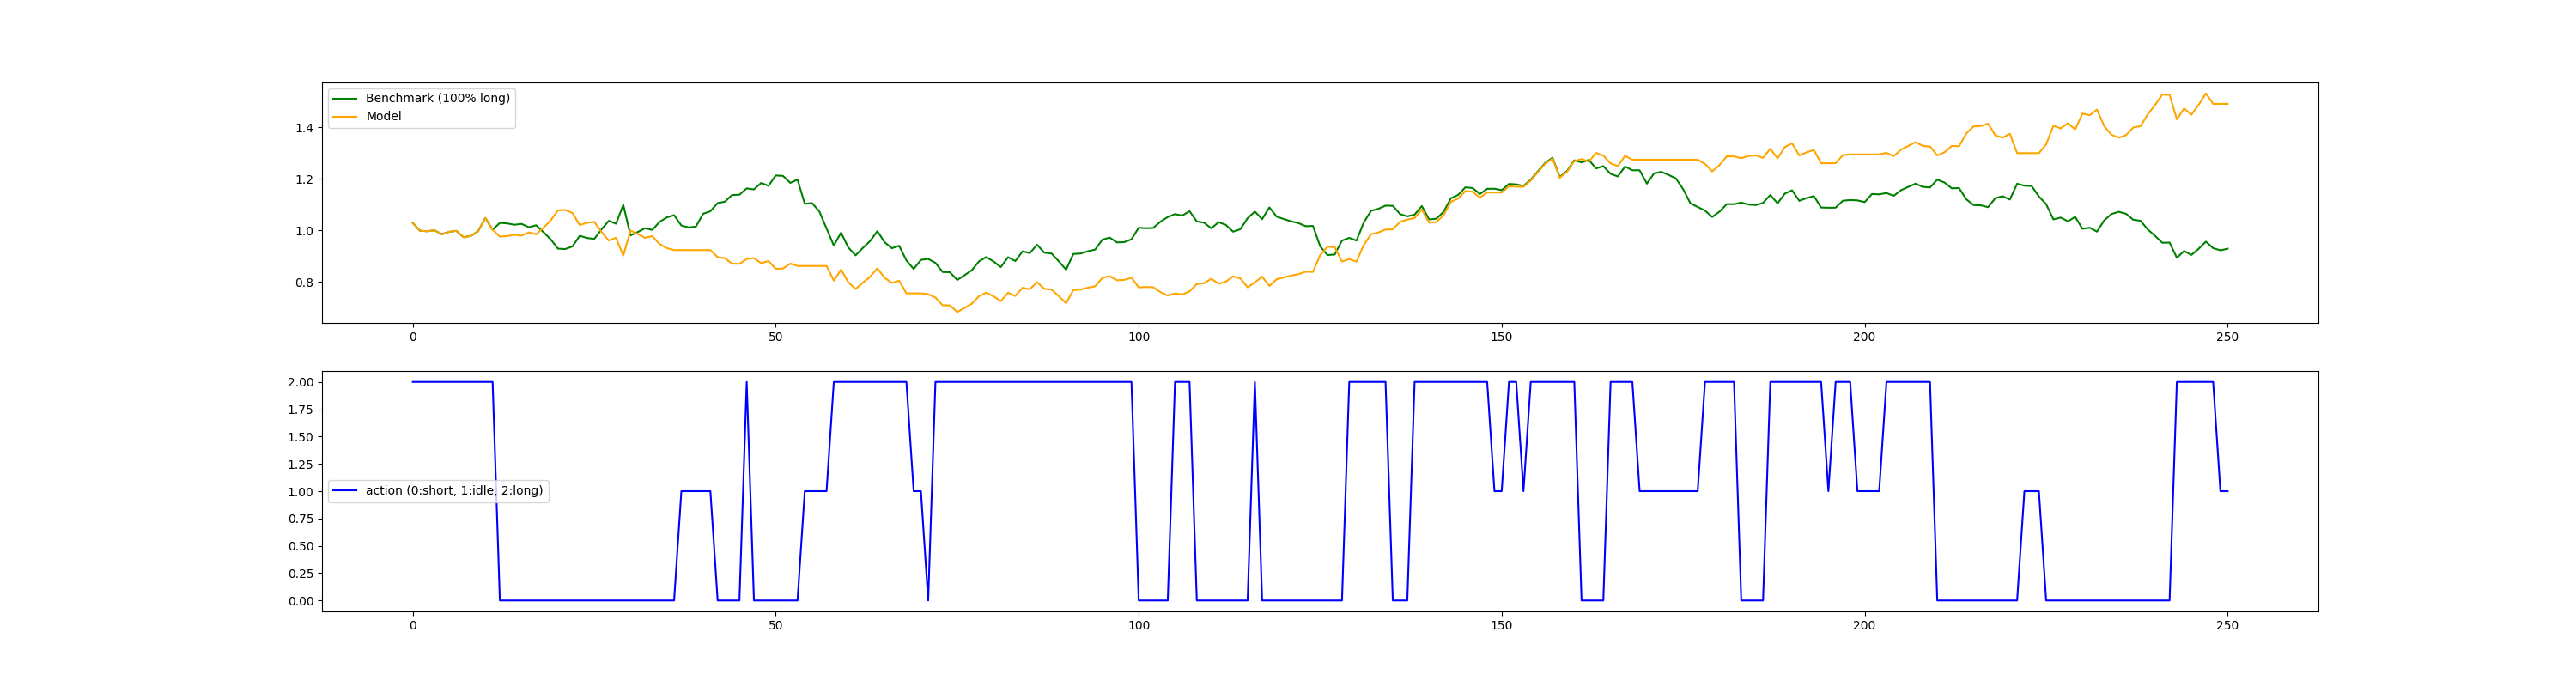 Benchmark (100% long)
Model
1.4
1.2
1.0
0.8
0 50 100 150 200 250
2.00
1.75
1.50
1.25
1.00
0.75
0.50
0.25
0.00
action (0:short, 1:idle, 2:long)
0 50 100 150 200 250